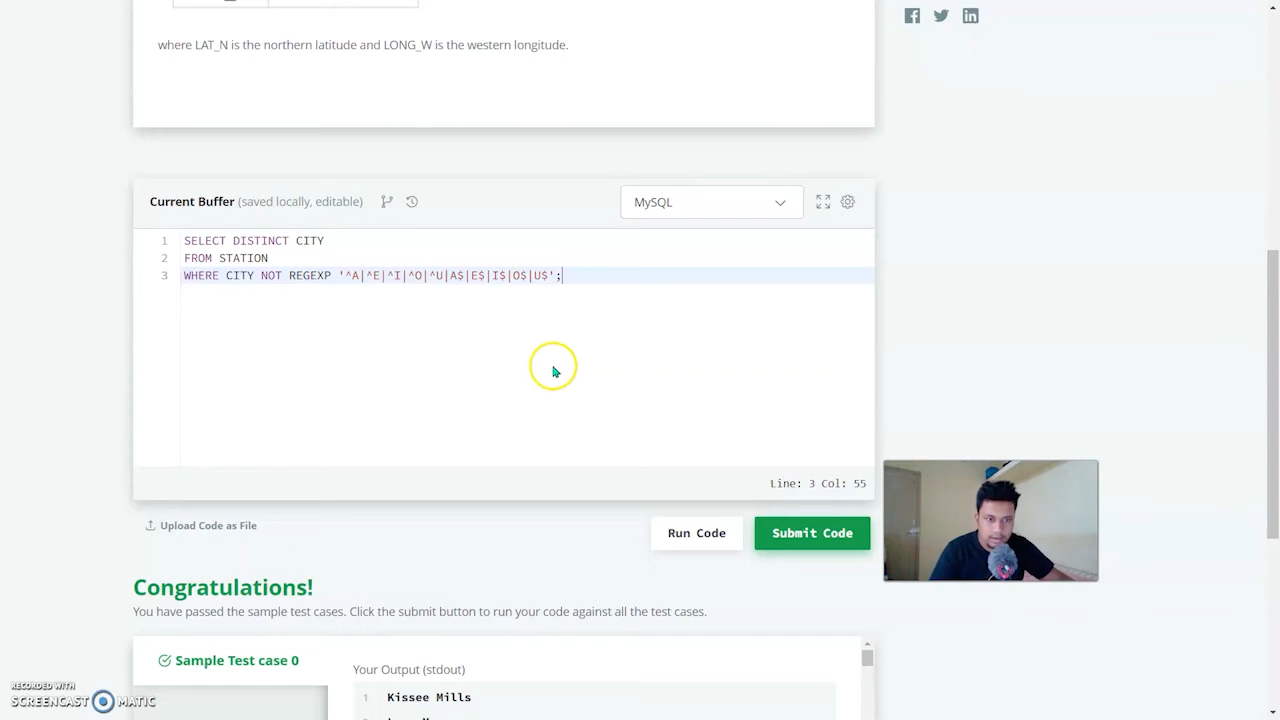 where LAT_N is the northern latitude and LONG_W is the western longitude.
Current Buffer (saved locally, editable)
MySQL
1 SELECT DISTINCT CITY
2 FROM STATION
3 WHERE CITY NOT REGEXP '^A|^E|^I|^O|^U|A$|E$|I$|O$|U$';
Line: 3 Col: 55
Upload Code as File
Run Code
Submit Code
Congratulations!
You have passed the sample test cases. Click the submit button to run your code against all the test cases.
Sample Test case 0
Your Output (stdout)
1 Kissee Mills
RECORDED WITH
SCREENCAST MATIC